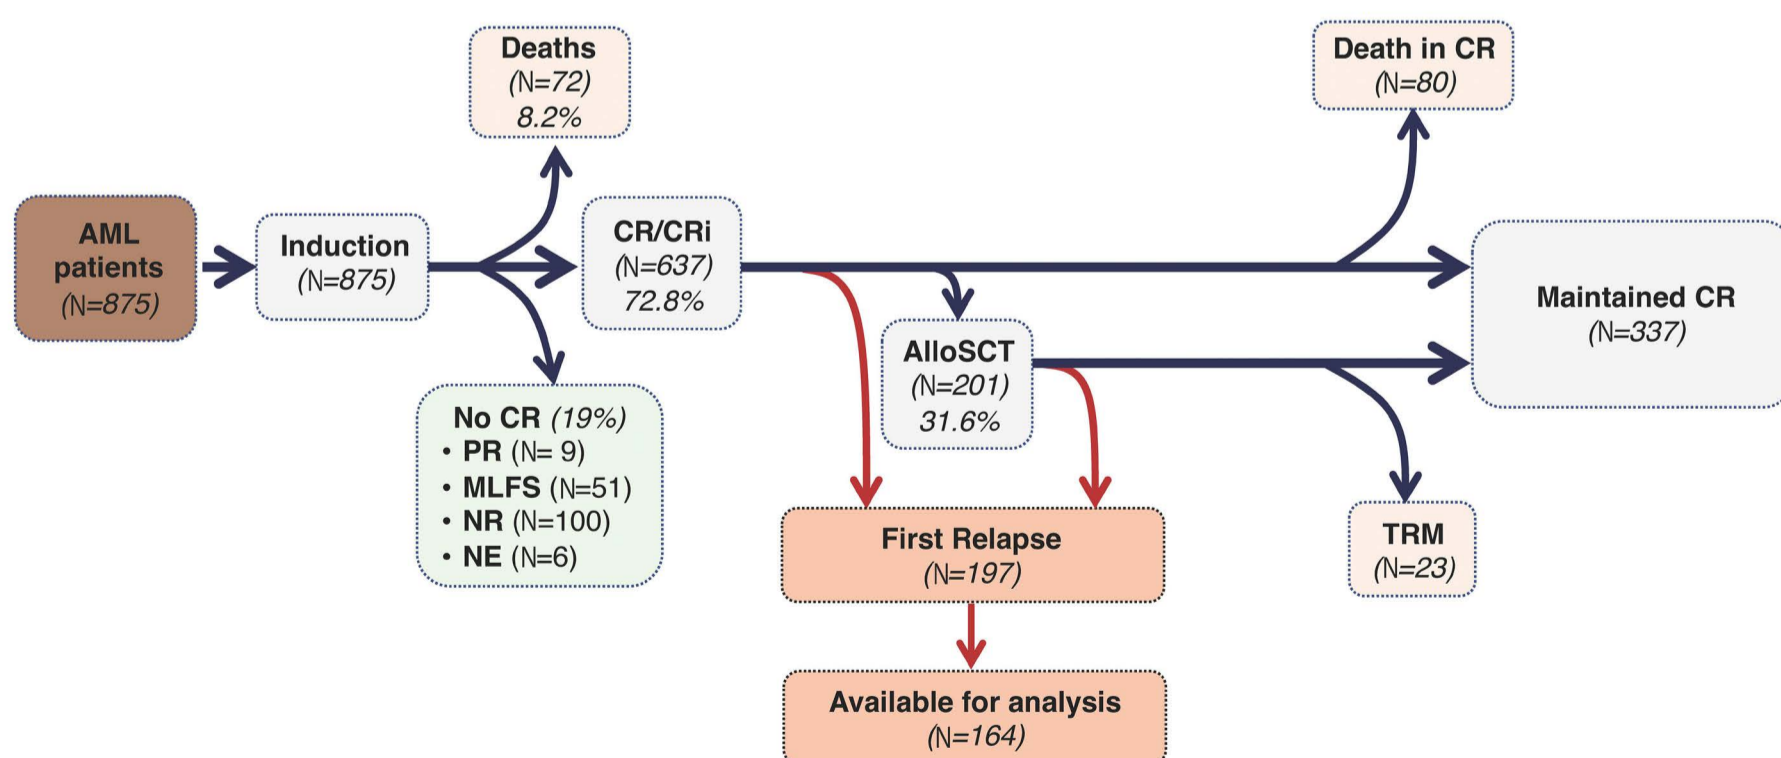 AML
patients
(N=875)
Induction
(N=875)
Deaths
(N=72)
8.2%
CR/CRi
(N=637)
72.8%
No CR (19%)
• PR (N= 9)
• MLFS (N=51)
• NR (N=100)
• NE (N=6)
AlloSCT
(N=201)
31.6%
First Relapse
(N=197)
Available for analysis
(N=164)
Death in CR
(N=80)
Maintained CR
(N=337)
TRM
(N=23)